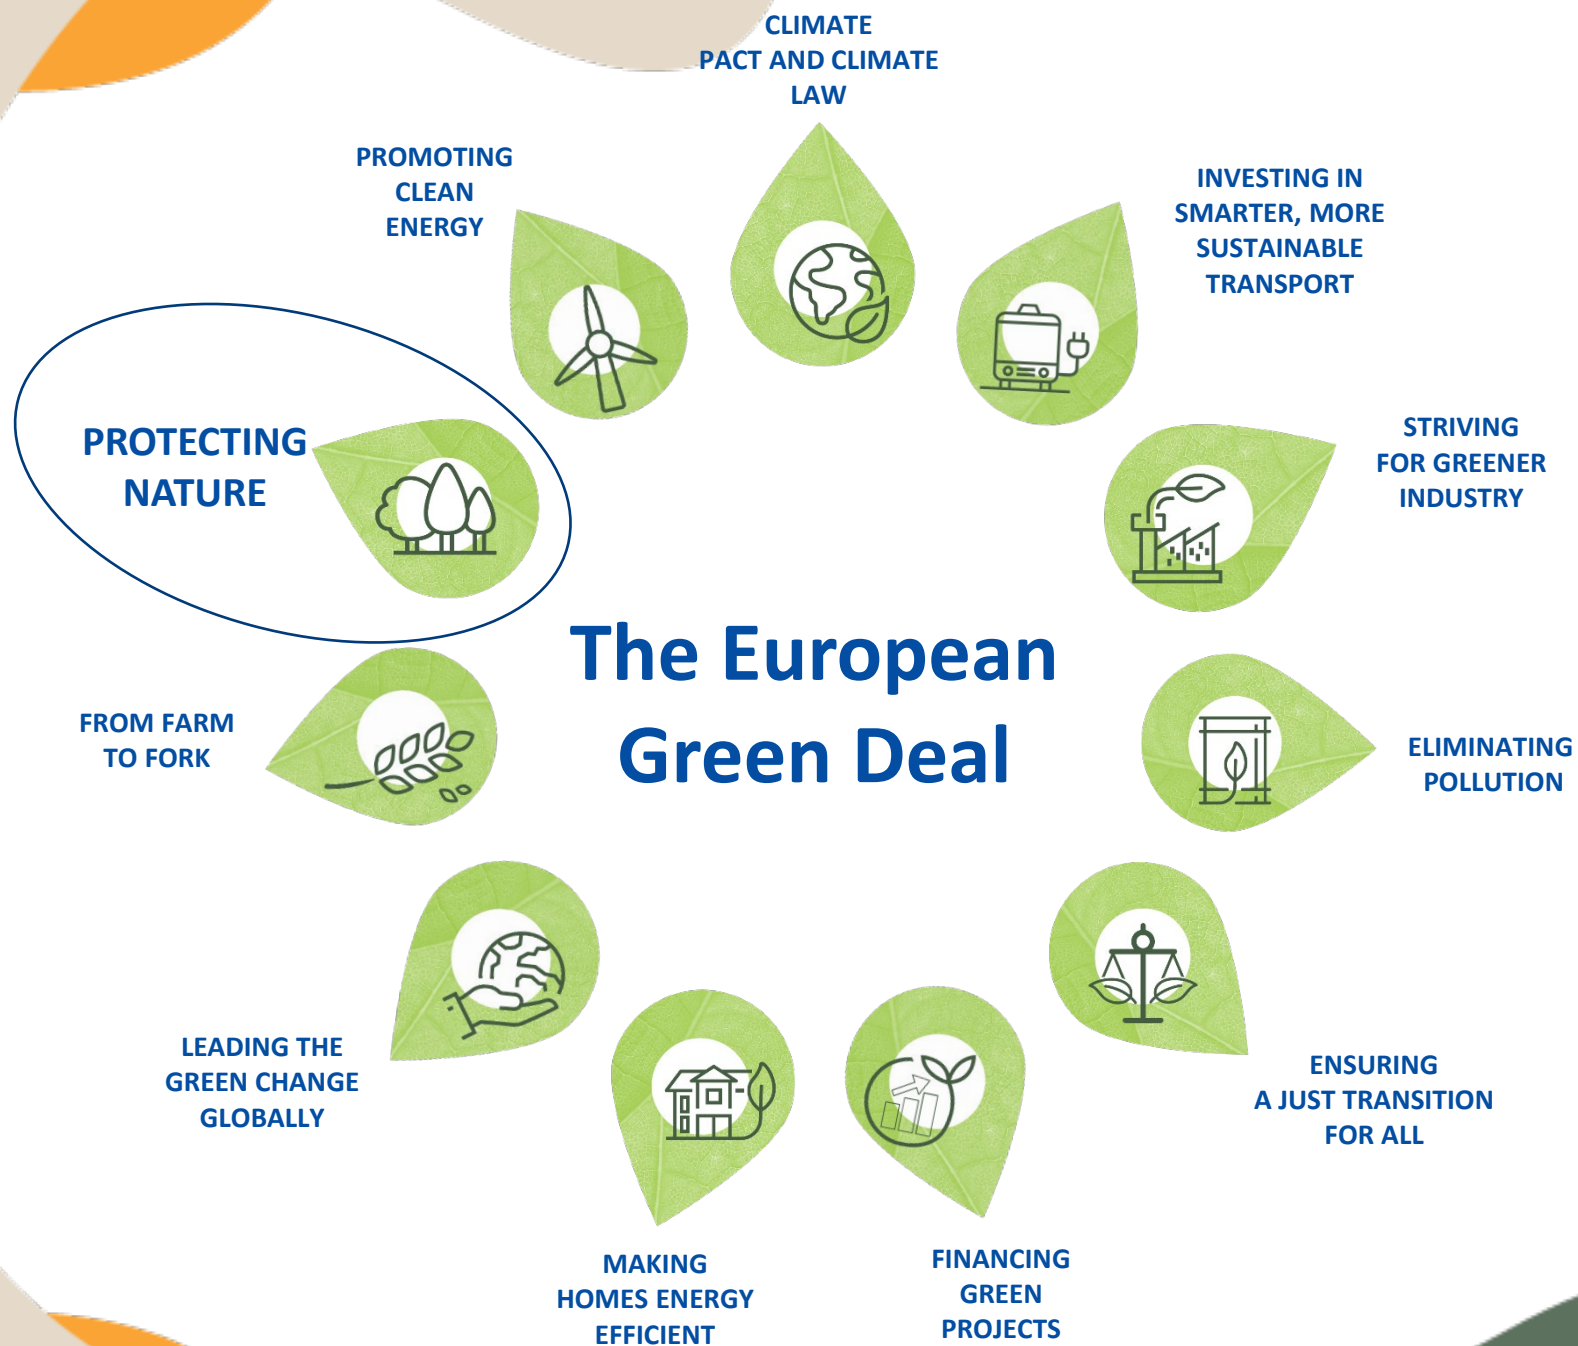 CLIMATE
PACT AND CLIMATE
LAW
PROMOTING
CLEAN
ENERGY
INVESTING IN
SMARTER, MORE
SUSTAINABLE
TRANSPORT
PROTECTING
NATURE
STRIVING
FOR GREENER
INDUSTRY
The European
Green Deal
FROM FARM
TO FORK
ELIMINATING
POLLUTION
LEADING THE
GREEN CHANGE
GLOBALLY
ENSURING
A JUST TRANSITION
FOR ALL
MAKING
HOMES ENERGY
EFFICIENT
FINANCING
GREEN
PROJECTS